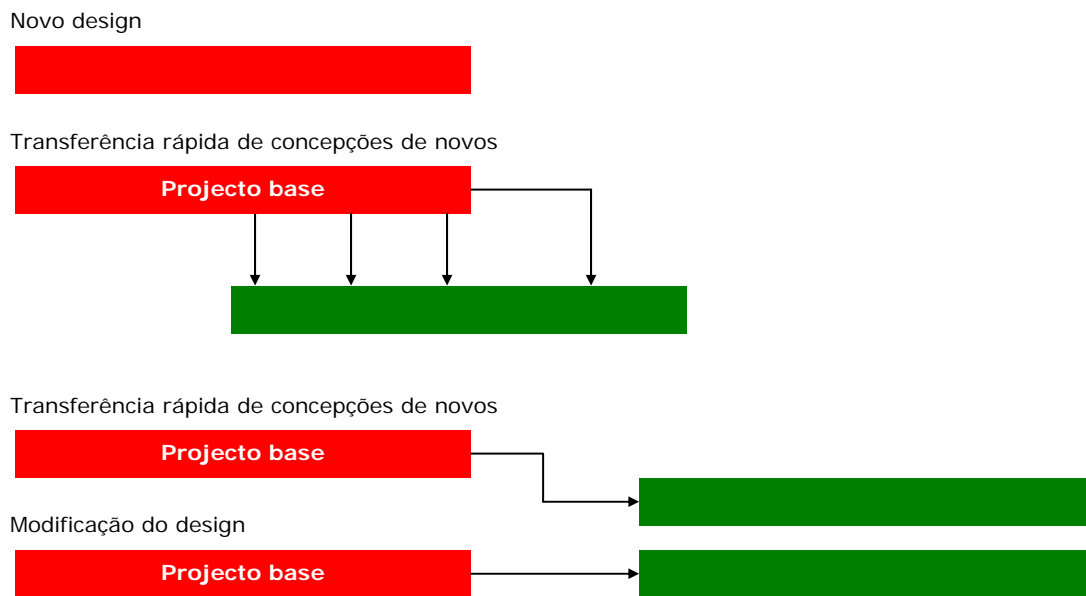 Novo design
Transferência rápida de concepções de novos
Projecto base
Transferência rápida de concepções de novos
Projecto base
Modificação do design
Projecto base